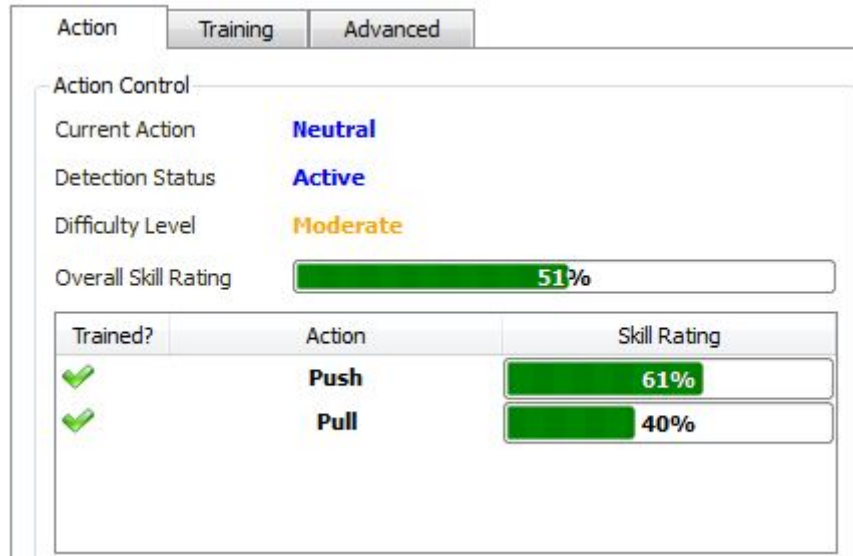 Action Training Advanced
Action Control
Current Action Neutral
Detection Status Active
Difficulty Level Moderate
Overall Skill Rating 51%
Trained? Action Skill Rating
Push 61%
Pull 40%